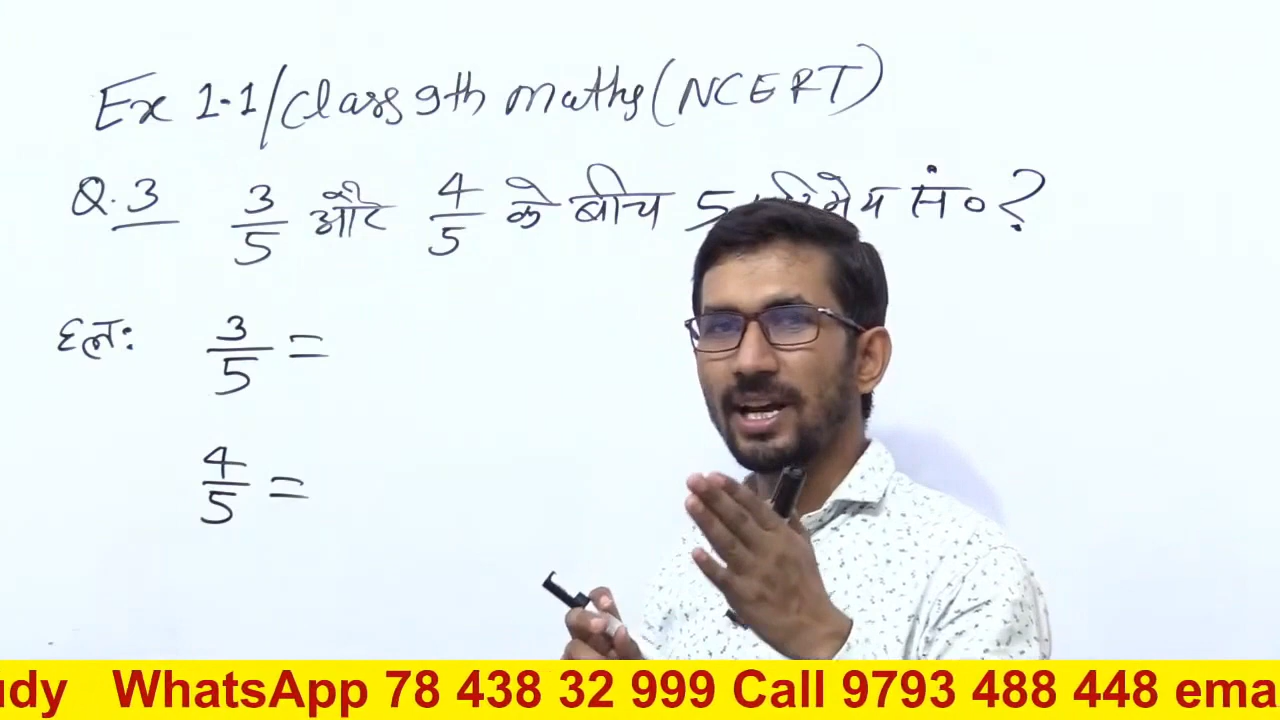 Ex 1.1/Class 9th maths (NCERT)
Q.3 3/5 और 4/5 के बीच 5 सं० ?
हल: 3/5 =
4/5 =
udy WhatsApp 78 438 32 999 Call 9793 488 448 ema